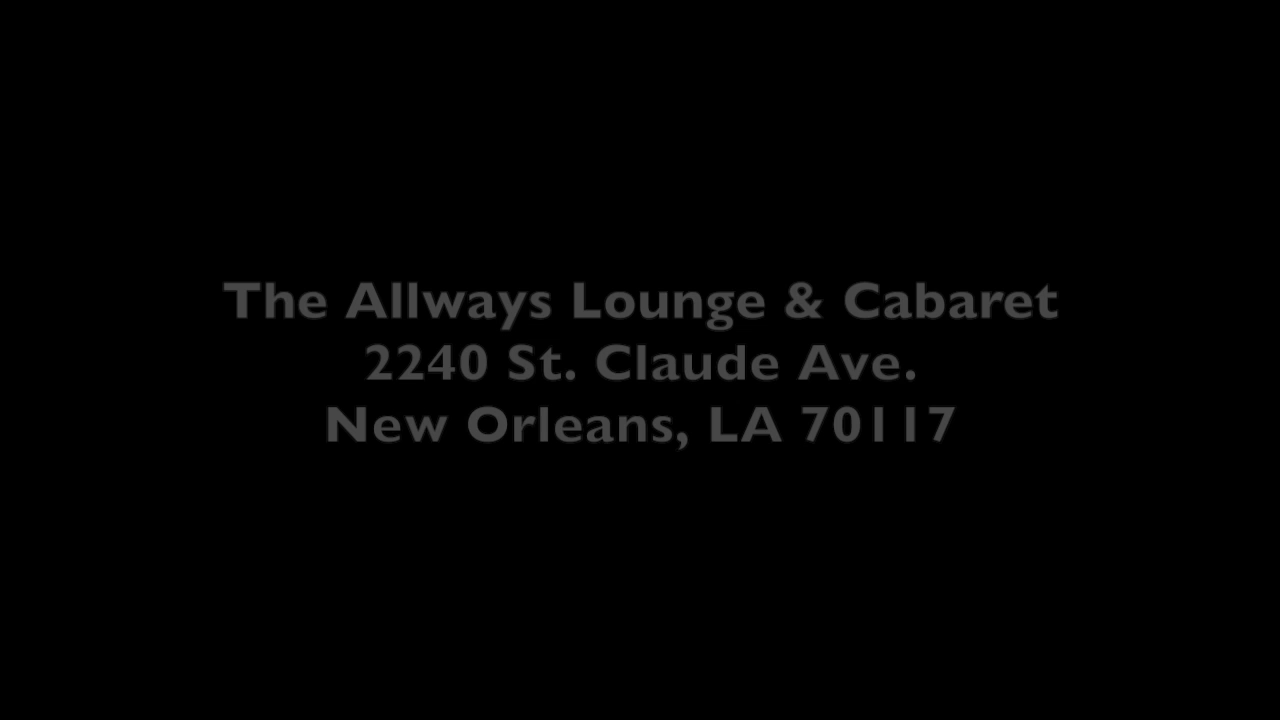 The Allways Lounge & Cabaret
2240 St. Claude Ave.
New Orleans, LA 70117